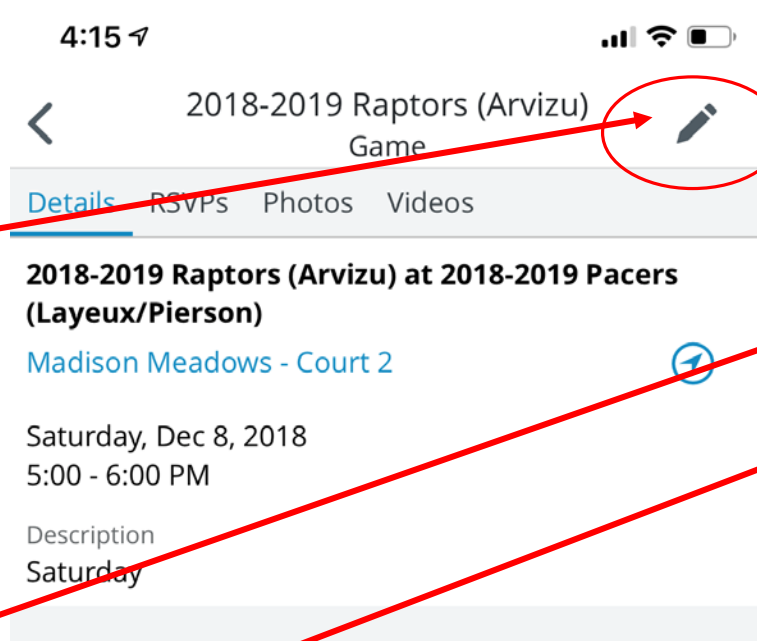 4:15
2018-2019 Raptors (Arvizu)
Game
Details RSVPs Photos Videos
2018-2019 Raptors (Arvizu) at 2018-2019 Pacers
(Layeux/Pierson)
Madison Meadows - Court 2
Saturday, Dec 8, 2018
5:00 - 6:00 PM
Description
Saturday